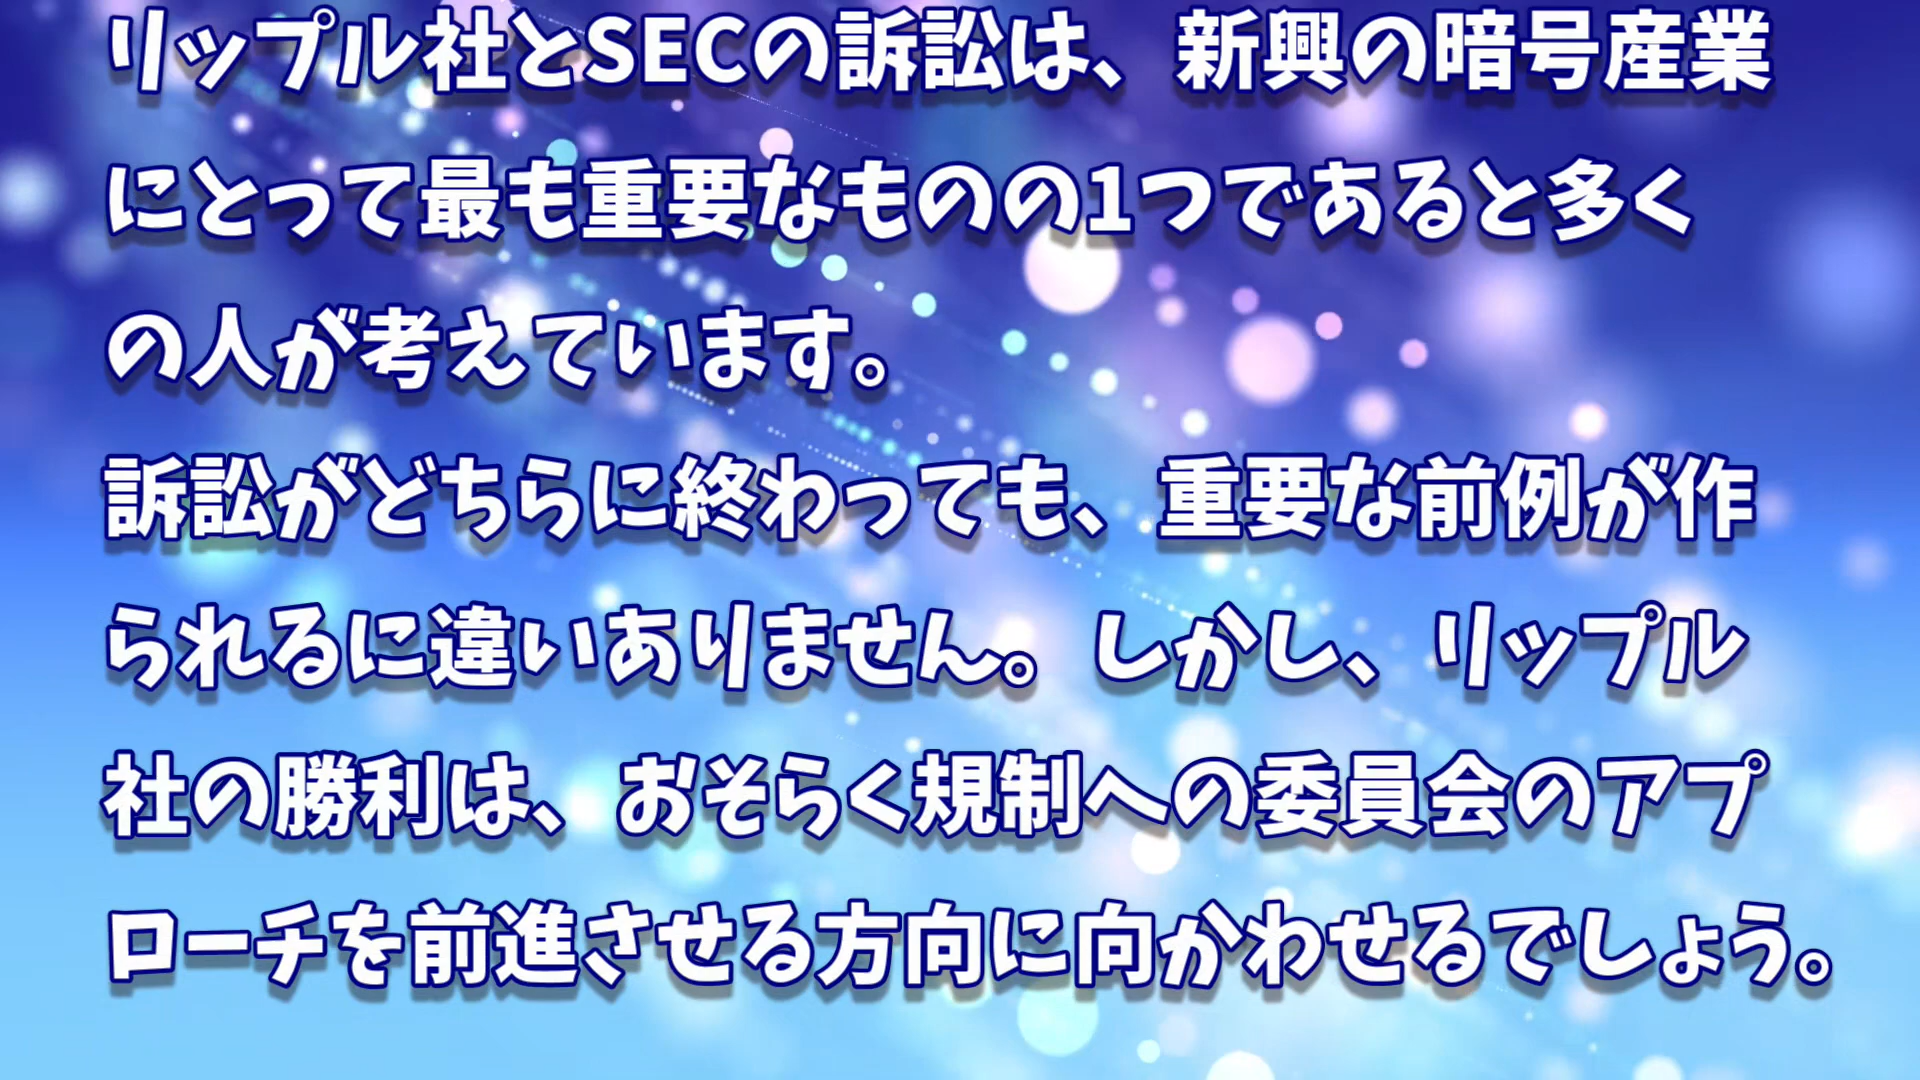 リップル社とSECの訴訟は、新興の暗号産業
にとって最も重要なものの1つであると多く
の人が考えています。
訴訟がどちらに終わっても、重要な前例が作
られるに違いありません。しかし、リップル
社の勝利は、おそらく規制への委員会のアプ
ローチを前進させる方向に向かわせるでしょう。